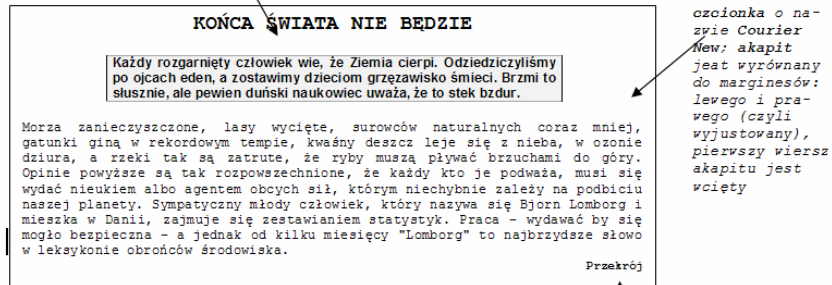 KOŃCA ŚWIATA NIE BĘDZIE
Każdy rozgarnięty człowiek wie, że Ziemia cierpi. Odziedziczyliśmy
po ojcach eden, a zostawimy dzieciom grzęzawisko śmieci. Brzmi to
słusznie, ale pewien duński naukowiec uważa, że to stek bzdur.
Morza zanieczyszczone, lasy wycięte, surowców naturalnych coraz mniej,
gatunki giną w rekordowym tempie, kwaśny deszcz leje się z nieba, w ozonie
dziura, a rzeki tak są zatrute, że ryby muszą pływać brzuchami do góry.
Opinie powyższe są tak rozpowszechnione, że każdy kto je podważa, musi się
wydać nieukiem albo agentem obcych sił, którym niechybnie zależy na podbiciu
naszej planety. Sympatyczny młody człowiek, który nazywa się Bjorn Lomborg i
mieszka w Danii, zajmuje się zestawianiem statystyk. Praca – wydawać by się
mogło bezpieczna – a jednak od kilku miesięcy "Lomborg" to najbrzydsze słowo
w leksykonie obrońców środowiska.
Przekrój
czcionka o na-
zwie Courier
New; akapit
jest wyrównany
do marginesów:
lewego i pra-
wego (czyli
wyjustowany),
pierwszy wiersz
akapitu jest
wcięty